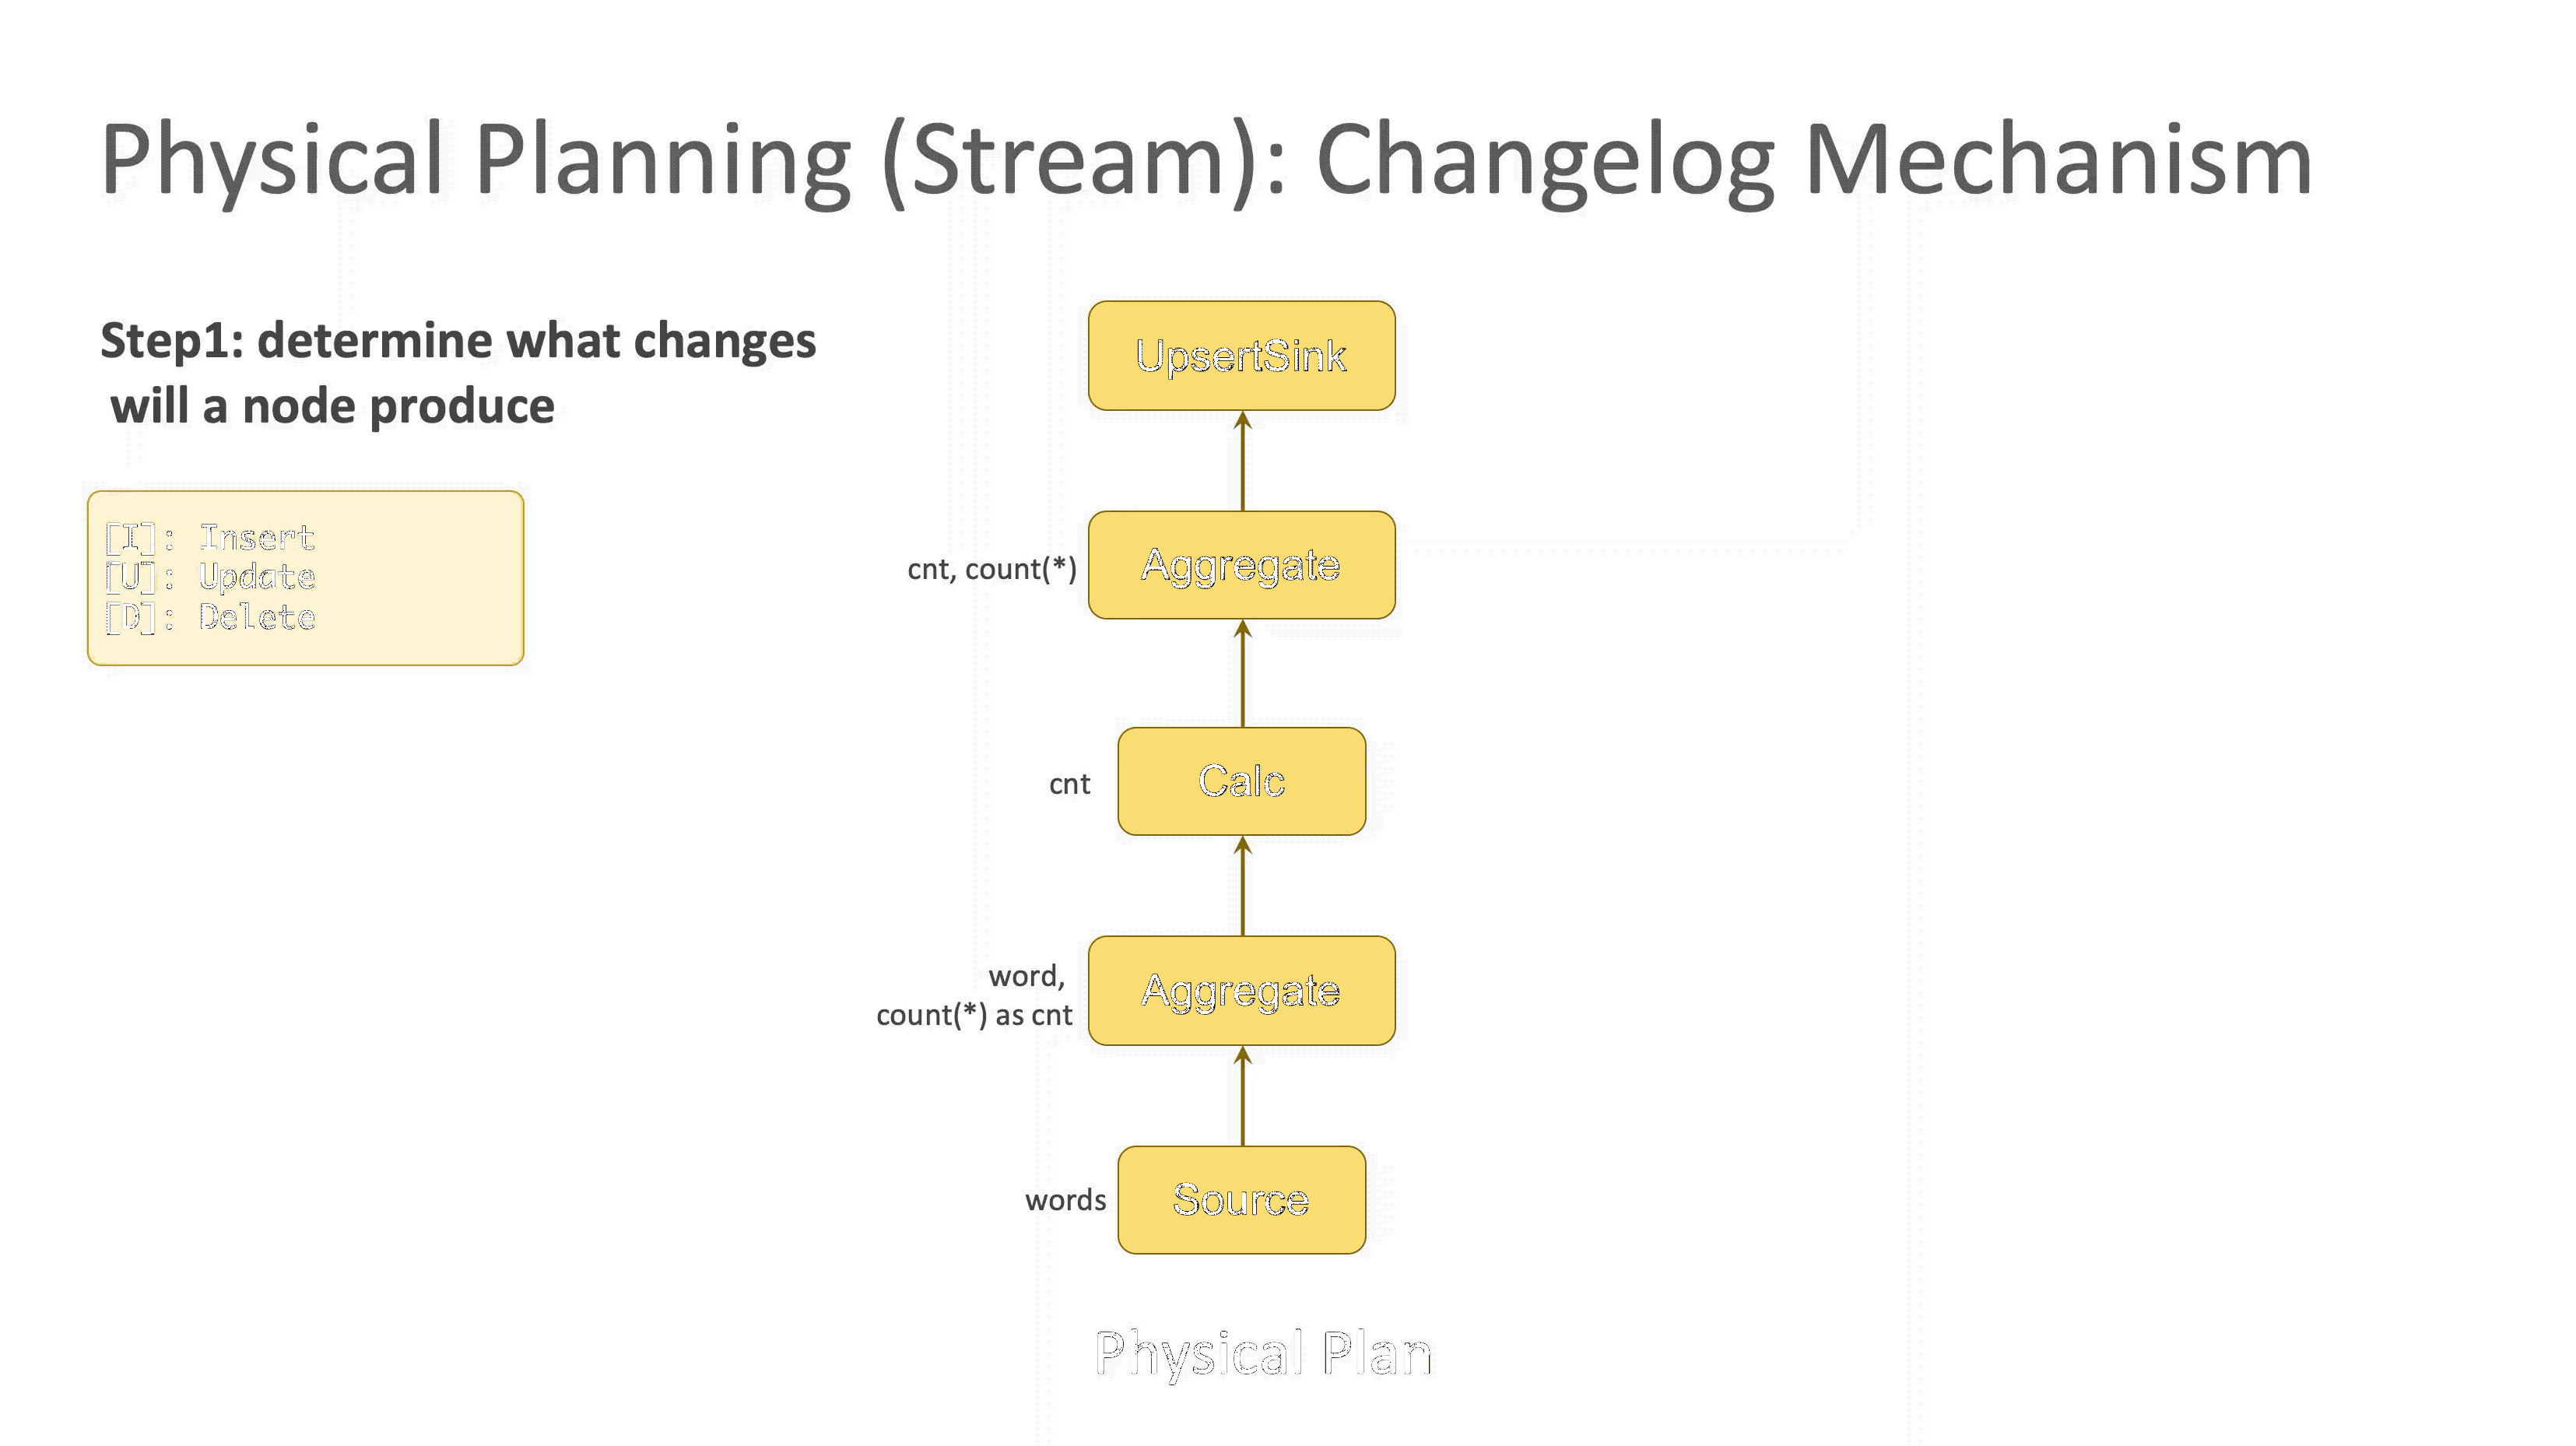 Physical Planning (Stream): Changelog Mechanism
Step1: determine what changes
will a node produce
[I]: Insert
[U]: Update
[D]: Delete
UpsertSink
cnt, count(*)
Aggregate
cnt
Calc
word,
count(*) as cnt
Aggregate
words
Source
Physical Plan